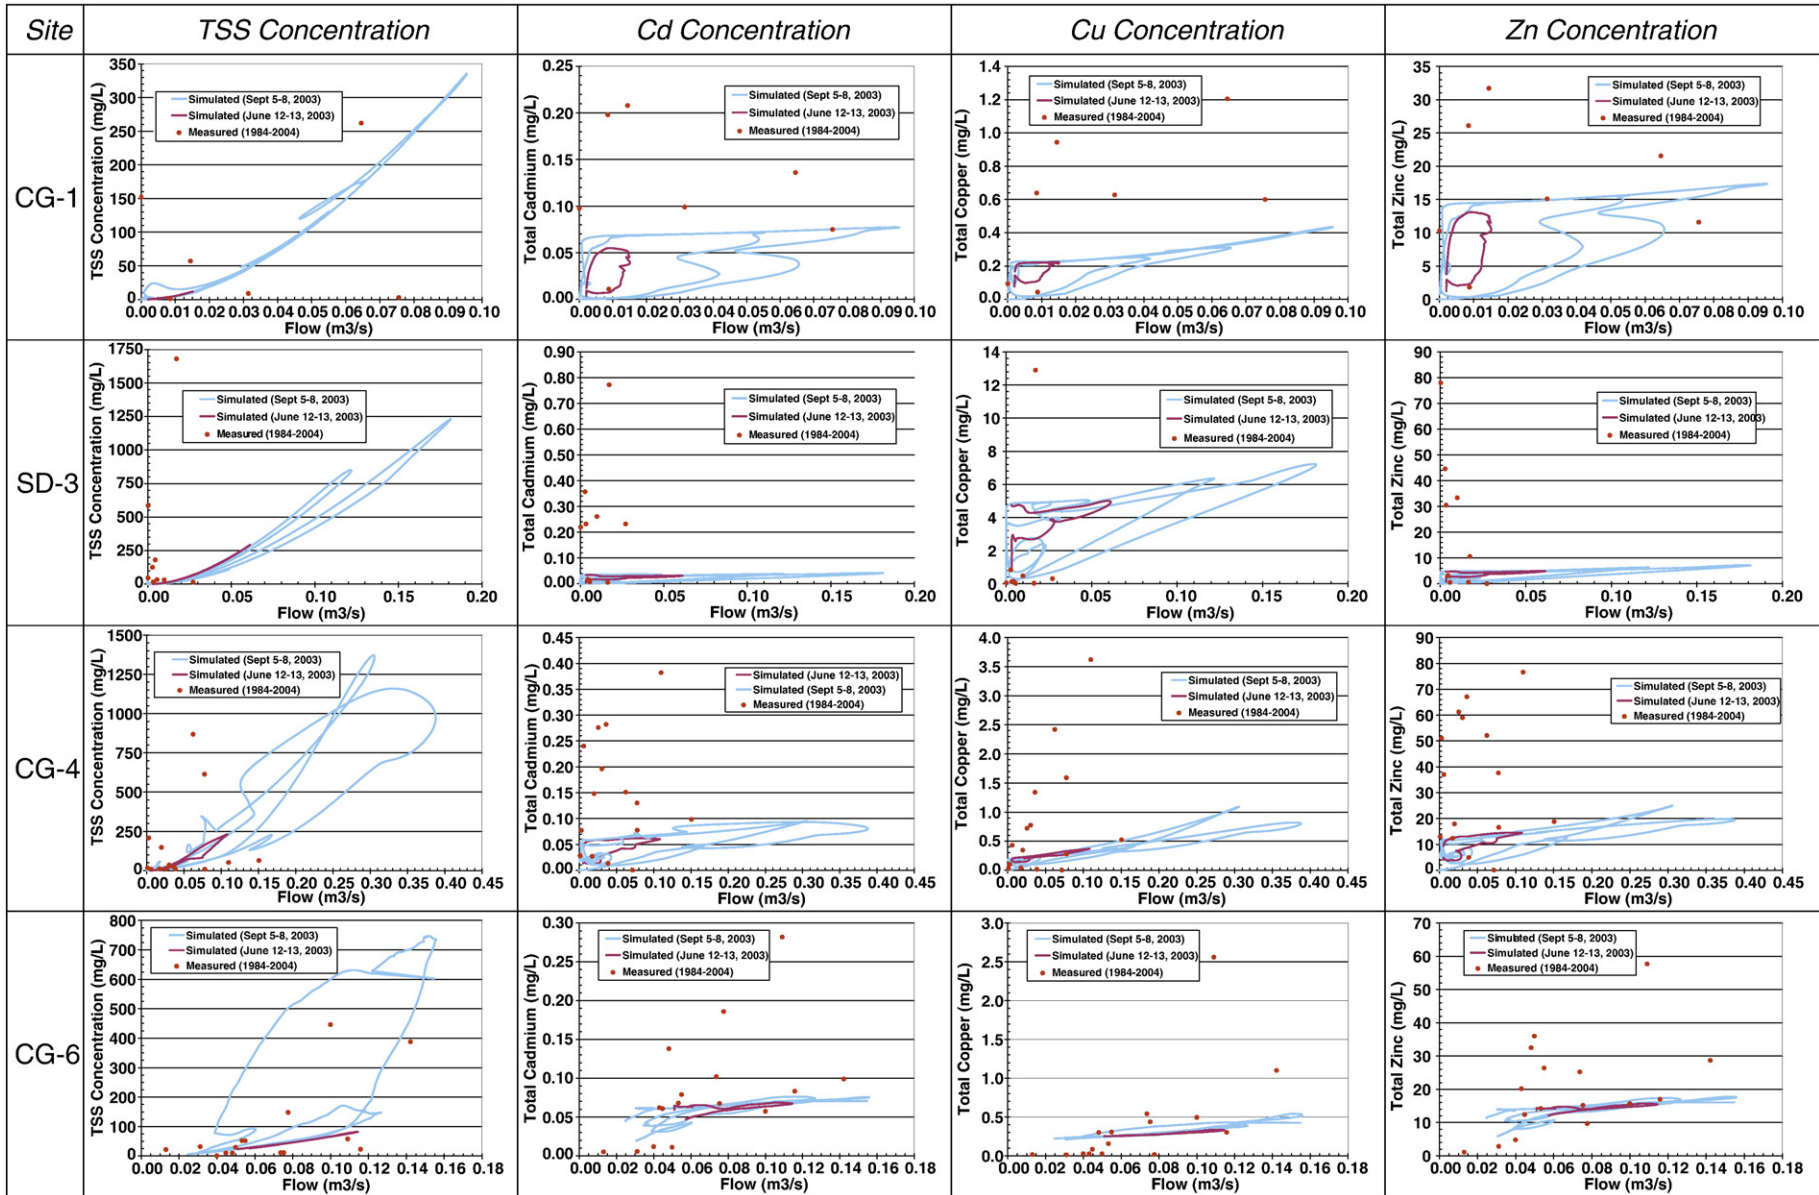 Site TSS Concentration Cd Concentration Cu Concentration Zn Concentration
CG-1
TSS Concentration (mg/L)
350
300
250
200
150
100
50
0
Simulated (Sept 5-8, 2003)
Simulated (June 12-13, 2003)
Measured (1984-2004)
0.00 0.01 0.02 0.03 0.04 0.05 0.06 0.07 0.08 0.09 0.10
Flow (m3/s)
Total Cadmium (mg/L)
0.25
0.20
0.15
0.10
0.05
0.00
Simulated (Sept 5-8, 2003)
Simulated (June 12-13, 2003)
Measured (1984-2004)
0.00 0.01 0.02 0.03 0.04 0.05 0.06 0.07 0.08 0.09 0.10
Flow (m3/s)
Total Copper (mg/L)
1.4
1.2
1.0
0.8
0.6
0.4
0.2
0.0
Simulated (Sept 5-8, 2003)
Simulated (June 12-13, 2003)
Measured (1984-2004)
0.00 0.01 0.02 0.03 0.04 0.05 0.06 0.07 0.08 0.09 0.10
Flow (m3/s)
Total Zinc (mg/L)
35
30
25
20
15
10
5
0
Simulated (Sept 5-8, 2003)
Simulated (June 12-13, 2003)
Measured (1984-2004)
0.00 0.01 0.02 0.03 0.04 0.05 0.06 0.07 0.08 0.09 0.10
Flow (m3/s)
SD-3
TSS Concentration (mg/L)
1750
1500
1250
1000
750
500
250
0
Simulated (Sept 5-8, 2003)
Simulated (June 12-13, 2003)
Measured (1984-2004)
0.00 0.05 0.10 0.15 0.20
Flow (m3/s)
Total Cadmium (mg/L)
0.90
0.80
0.70
0.60
0.50
0.40
0.30
0.20
0.10
0.00
Simulated (Sept 5-8, 2003)
Simulated (June 12-13, 2003)
Measured (1984-2004)
0.00 0.05 0.10 0.15 0.20
Flow (m3/s)
Total Copper (mg/L)
14
12
10
8
6
4
2
0
Simulated (Sept 5-8, 2003)
Simulated (June 12-13, 2003)
Measured (1984-2004)
0.00 0.05 0.10 0.15 0.20
Flow (m3/s)
Total Zinc (mg/L)
90
80
70
60
50
40
30
20
10
0
Simulated (Sept 5-8, 2003)
Simulated (June 12-13, 2003)
Measured (1984-2004)
0.00 0.05 0.10 0.15 0.20
Flow (m3/s)
CG-4
TSS Concentration (mg/L)
1500
1250
1000
750
500
250
0
Simulated (Sept 5-8, 2003)
Simulated (June 12-13, 2003)
Measured (1984-2004)
0.00 0.05 0.10 0.15 0.20 0.25 0.30 0.35 0.40 0.45
Flow (m3/s)
Total Cadmium (mg/L)
0.45
0.40
0.35
0.30
0.25
0.20
0.15
0.10
0.05
0.00
Simulated (June 12-13, 2003)
Simulated (Sept 5-8, 2003)
Measured (1984-2004)
0.00 0.05 0.10 0.15 0.20 0.25 0.30 0.35 0.40 0.45
Flow (m3/s)
Total Copper (mg/L)
4.0
3.5
3.0
2.5
2.0
1.5
1.0
0.5
0.0
Simulated (Sept 5-8, 2003)
Simulated (June 12-13, 2003)
Measured (1984-2004)
0.00 0.05 0.10 0.15 0.20 0.25 0.30 0.35 0.40 0.45
Flow (m3/s)
Total Zinc (mg/L)
90
80
70
60
50
40
30
20
10
0
Simulated (Sept 5-8, 2003)
Simulated (June 12-13, 2003)
Measured (1984-2004)
0.00 0.05 0.10 0.15 0.20 0.25 0.30 0.35 0.40 0.45
Flow (m3/s)
CG-6
TSS Concentration (mg/L)
800
700
600
500
400
300
200
100
0
Simulated (Sept 5-8, 2003)
Simulated (June 12-13, 2003)
Measured (1984-2004)
0.00 0.02 0.04 0.06 0.08 0.10 0.12 0.14 0.16 0.18
Flow (m3/s)
Total Cadmium (mg/L)
0.30
0.25
0.20
0.15
0.10
0.05
0.00
Simulated (Sept 5-8, 2003)
Simulated (June 12-13, 2003)
Measured (1984-2004)
0.00 0.02 0.04 0.06 0.08 0.10 0.12 0.14 0.16 0.18
Flow (m3/s)
Total Copper (mg/L)
3.0
2.5
2.0
1.5
1.0
0.5
0.0
Simulated (Sept 5-8, 2003)
Simulated (June 12-13, 2003)
Measured (1984-2004)
0.00 0.02 0.04 0.06 0.08 0.10 0.12 0.14 0.16 0.18
Flow (m3/s)
Total Zinc (mg/L)
70
60
50
40
30
20
10
0
Simulated (Sept 5-8, 2003)
Simulated (June 12-13, 2003)
Measured (1984-2004)
0.00 0.02 0.04 0.06 0.08 0.10 0.12 0.14 0.16 0.18
Flow (m3/s)